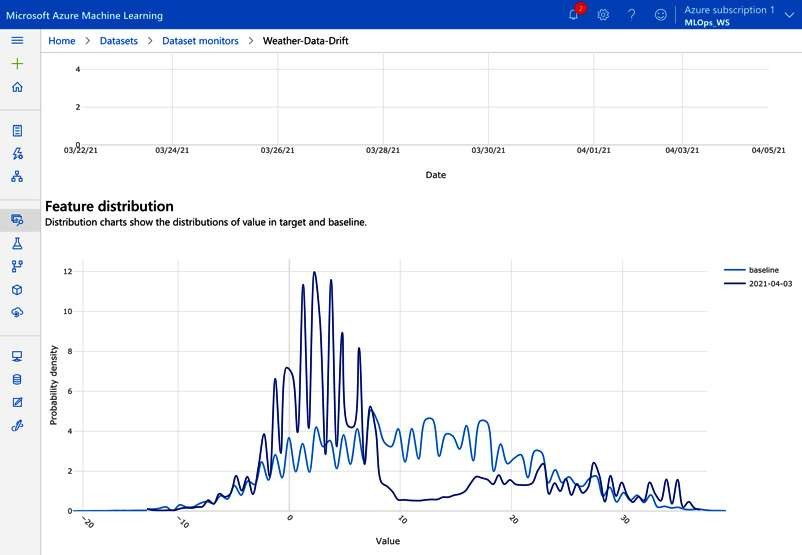 Microsoft Azure Machine Learning
2
Azure subscription 1
MLOps_WS
Home > Datasets > Dataset monitors > Weather-Data-Drift
4
2
0
03/22/21 03/24/21 03/26/21 03/28/21 03/30/21 04/01/21 04/03/21 04/05/21
Date
Feature distribution
Distribution charts show the distributions of value in target and baseline.
baseline
2021-04-03
12
10
8
6
4
2
0
Probability density
−20 −10 0 10 20 30
Value